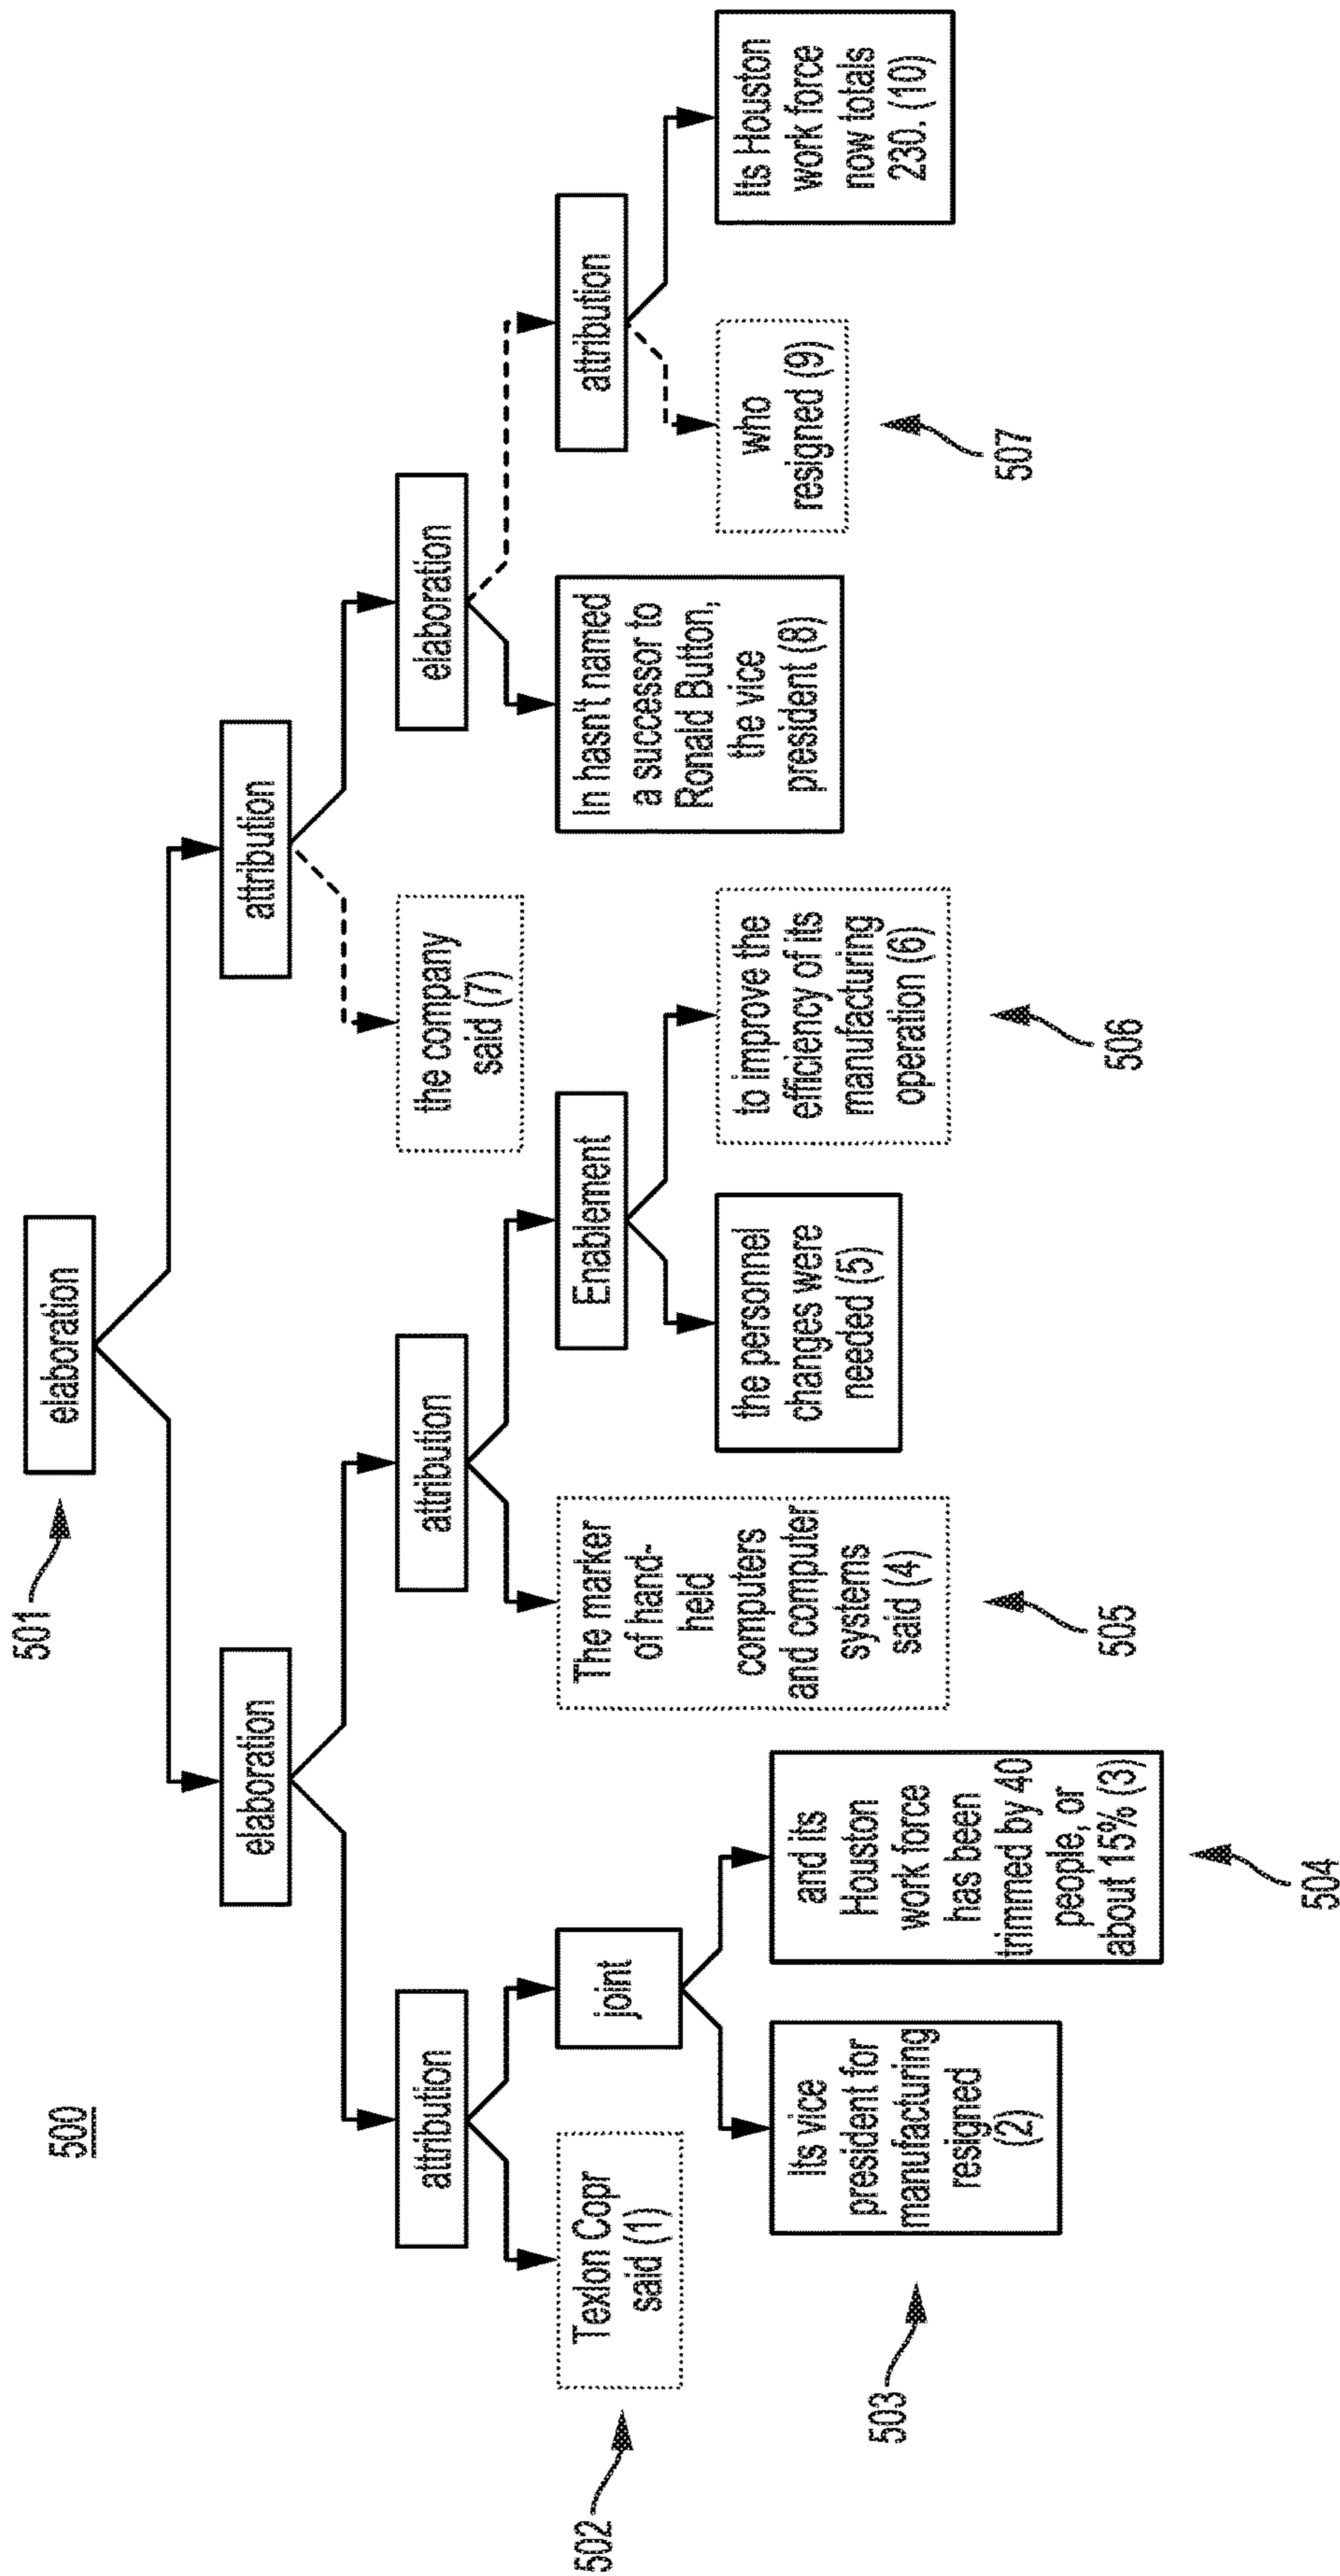 500
501
elaboration
elaboration
attribution
attribution
attribution
elaboration
Texlon Copr
said (1)
joint
The marker
of hand-
held
computers
and computer
systems
said (4)
Enablement
the company
said (7)
In hasn't named
a successor to
Ronald Button,
the vice
president (8)
attribution
502
Its vice
president for
manufacturing
resigned
(2)
and its
Houston
work force
has been
trimmed by 40
people, or
about 15% (3)
the personnel
changes were
needed (5)
to improve the
efficiency of its
manufacturing
operation (6)
who
resigned (9)
Its Houston
work force
now totals
230, (10)
503
504
505
506
507